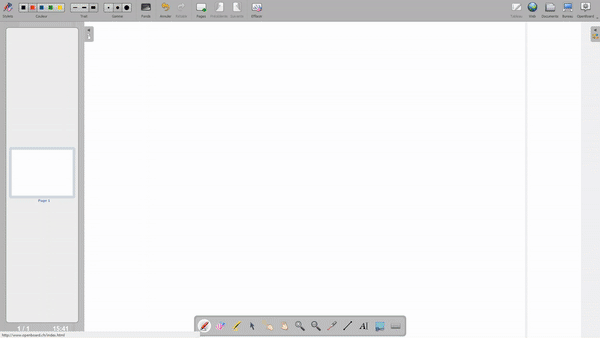 Stylets
Couleur
Trait
Gomme
Fonds
Annuler
Refaire
Pages
Précédente
Suivante
Effacer
Tableau
Web
Documents
Bureau
OpenBoard
Page 1
1 / 1 15:41
http://www.openboard.ch/index.html
AI